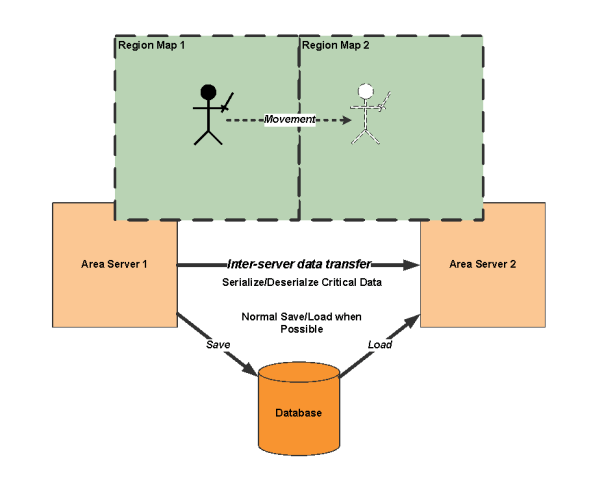 Region Map 1
Region Map 2
Movement
Area Server 1
Inter-server data transfer
Area Server 2
Serialize/Deserialze Critical Data
Normal Save/Load when
Possible
Save
Load
Database